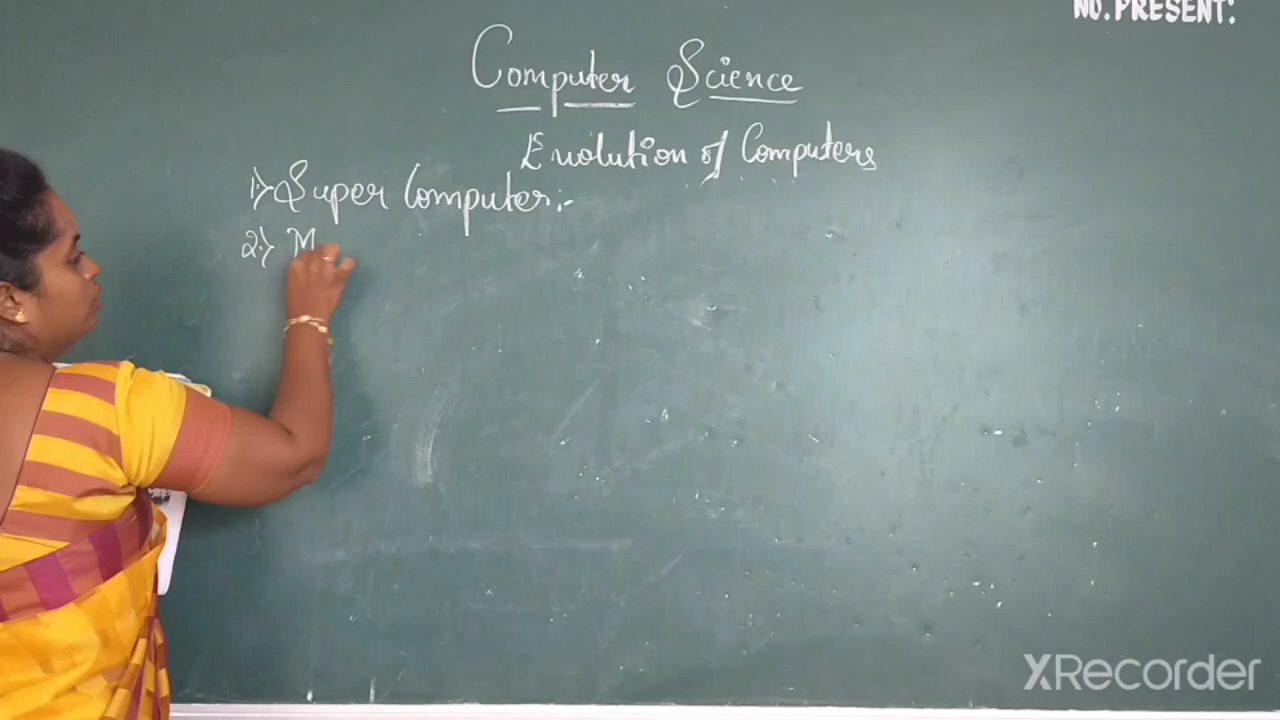 NO. PRESENT:
Computer Science
Evolution of Computers
1) Super Computer:-
2) M
XRecorder